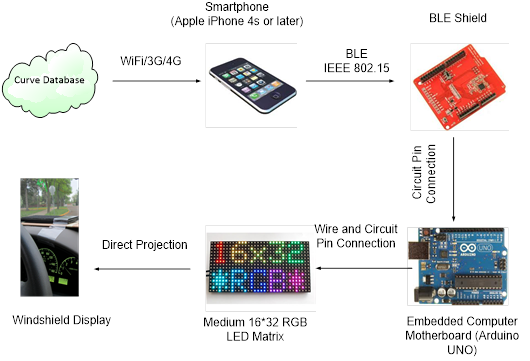 Smartphone
(Apple iPhone 4s or later)
BLE Shield
WiFi/3G/4G
BLE
IEEE 802.15
Curve Database
Circuit Pin
Connection
Wire and Circuit
Pin Connection
Direct Projection
16x32
*RGB*
UNO
ARDUINO
Windshield Display
Medium 16*32 RGB
LED Matrix
Embedded Computer
Motherboard (Arduino
UNO)